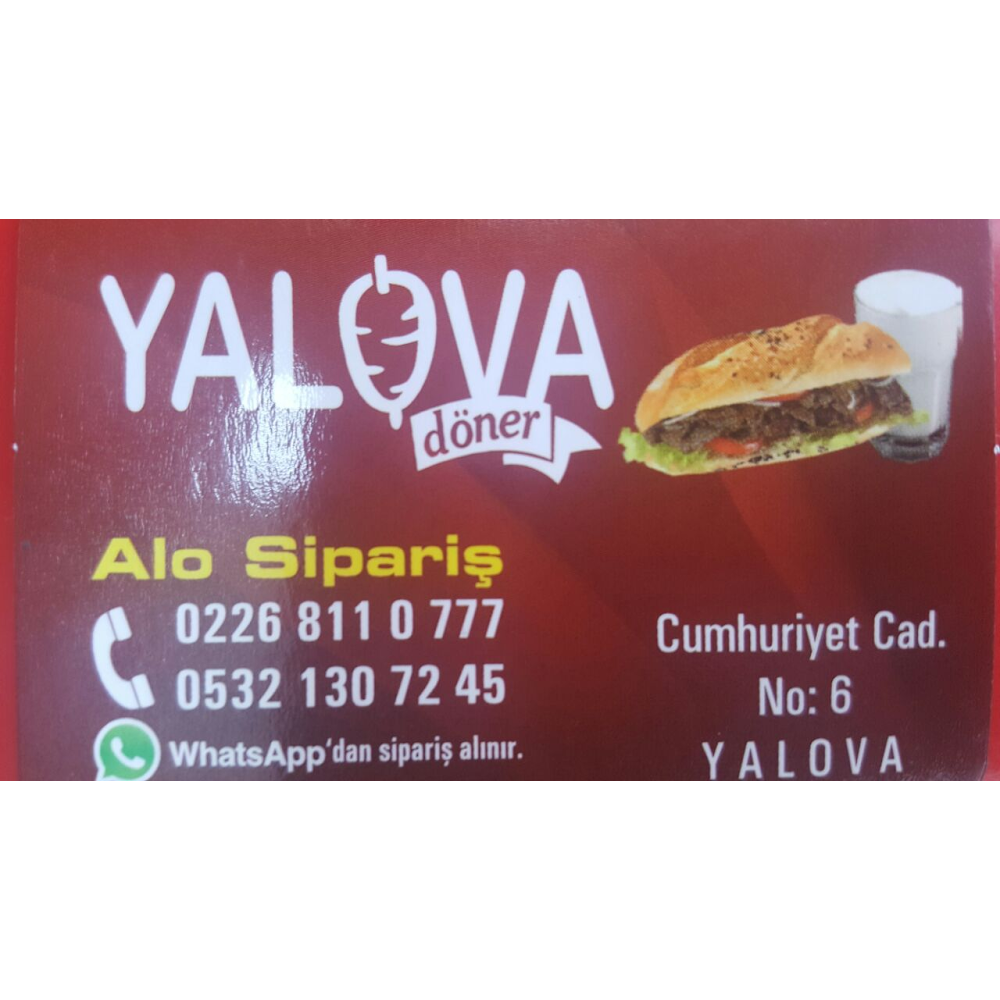 YALOVA
döner
Alo Sipariş
0226 811 0 777
0532 130 72 45
WhatsApp'dan sipariş alınır.
Cumhuriyet Cad.
No: 6
YALOVA